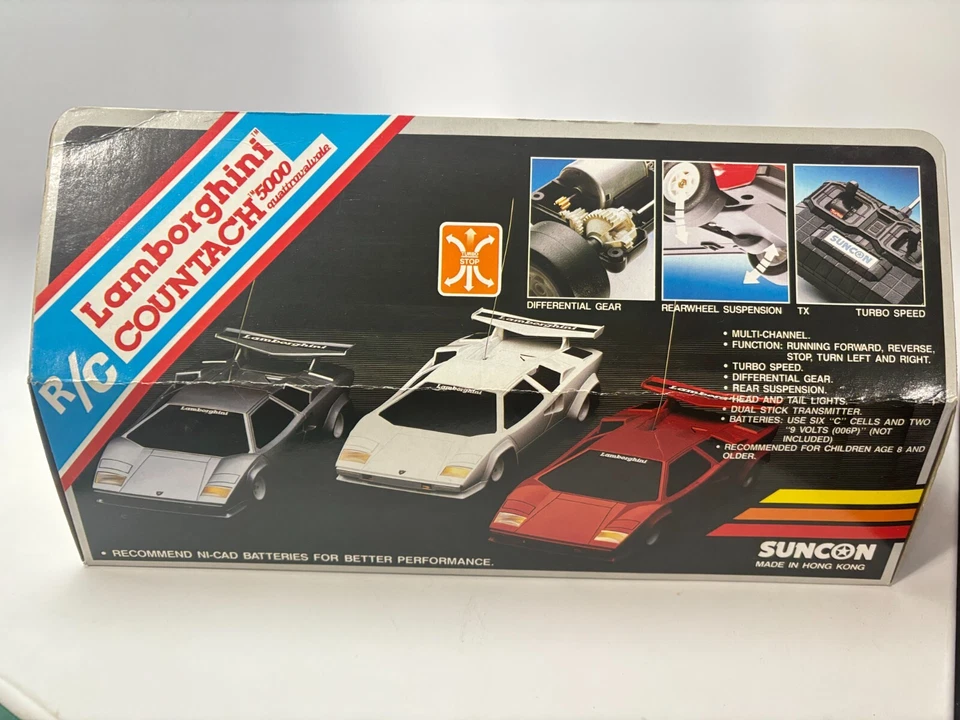 Lamborghini™
COUNTACH™ 5000
quattrovalvole
R/C
TURBO
STOP
SUNCON
DIFFERENTIAL GEAR
REARWHEEL SUSPENSION
TX
TURBO SPEED
• MULTI-CHANNEL.
• FUNCTION: RUNNING FORWARD, REVERSE,
STOP, TURN LEFT AND RIGHT.
• TURBO SPEED.
• DIFFERENTIAL GEAR.
• REAR SUSPENSION.
• HEAD AND TAIL LIGHTS.
• DUAL STICK TRANSMITTER.
• BATTERIES: USE SIX "C" CELLS AND TWO
"9 VOLTS (006P)" (NOT
INCLUDED)
• RECOMMENDED FOR CHILDREN AGE 8 AND
OLDER.
Lamborghini
Lamborghini
Lamborghini
Lamborghini
Lamborghini
Lamborghini
• RECOMMEND NI-CAD BATTERIES FOR BETTER PERFORMANCE.
SUNCON
MADE IN HONG KONG